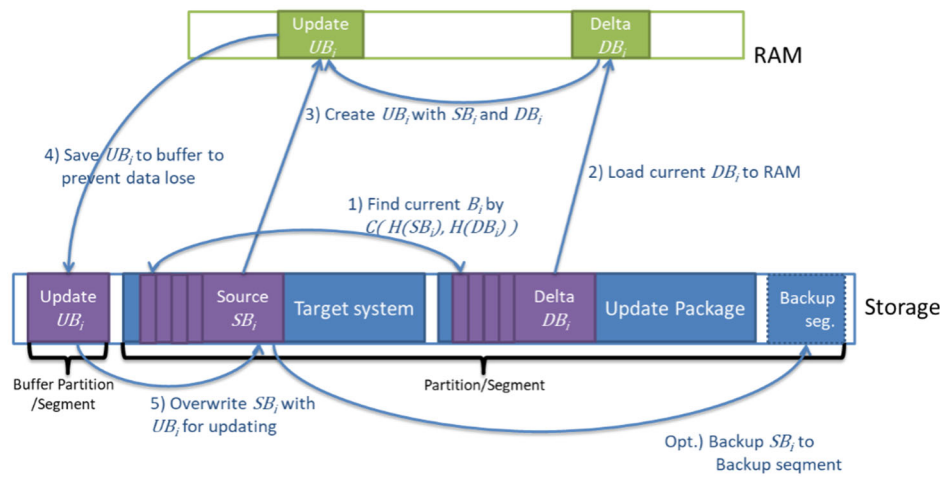 Update
UBi
Delta
DBi
RAM
3) Create UBi with SBi and DBi
4) Save UBi to buffer to
prevent data lose
2) Load current DBi to RAM
1) Find current Bi by
C( H(SBi), H(DBi) )
Update
UBi
Source
SBi
Target system
Delta
DBi
Update Package
Backup
seg.
Storage
Buffer Partition
/Segment
Partition/Segment
5) Overwrite SBi with
UBi for updating
Opt.) Backup SBi to
Backup seqment